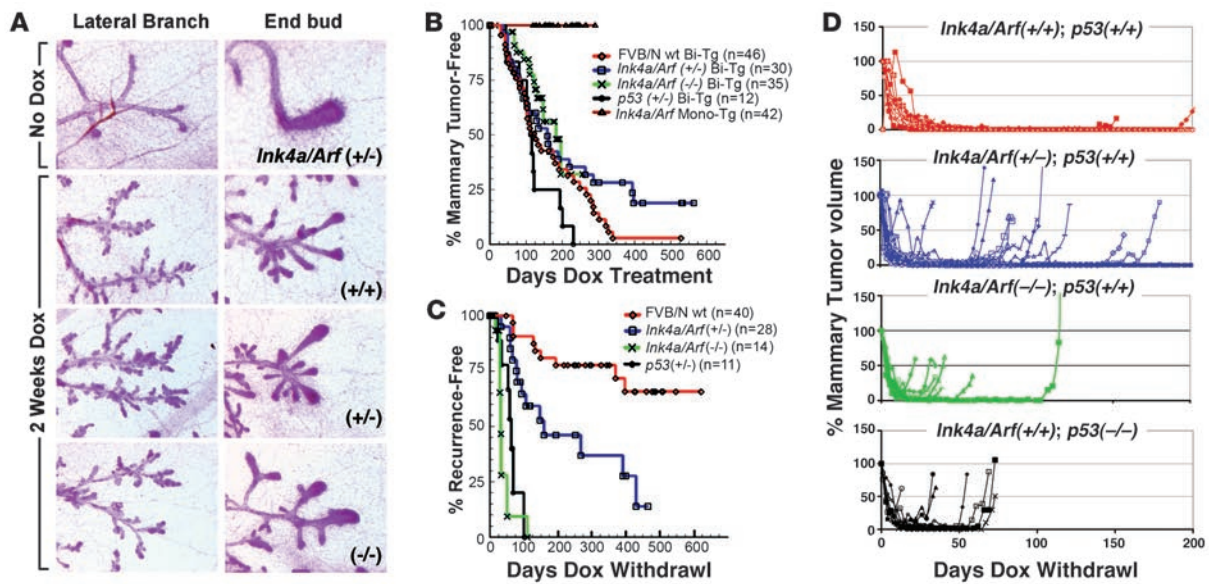 A
Lateral Branch
End bud
No Dox
Ink4a/Arf (+/-)
2 Weeks Dox
(+/+)
(+/-)
(-/-)
B
% Mammary Tumor-Free
100
75
50
25
0
FVB/N wt Bi-Tg (n=46)
Ink4a/Arf (+/-) Bi-Tg (n=30)
Ink4a/Arf (-/-) Bi-Tg (n=35)
p53 (+/-) Bi-Tg (n=12)
Ink4a/Arf Mono-Tg (n=42)
0 100 200 300 400 500 600
Days Dox Treatment
C
% Recurrence-Free
100
75
50
25
0
FVB/N wt (n=40)
Ink4a/Arf(+/-) (n=28)
Ink4a/Arf(-/-) (n=14)
p53(+/-) (n=11)
0 100 200 300 400 500 600
Days Dox Withdrawl
D
% Mammary Tumor volume
Ink4a/Arf(+/+); p53(+/+)
150
100
50
0
0 50 100 150 200
Ink4a/Arf(+/–); p53(+/+)
150
100
50
0
Ink4a/Arf(–/–); p53(+/+)
150
100
50
0
Ink4a/Arf(+/+); p53(–/–)
150
100
50
0
0 50 100 150 200
Days Dox Withdrawl